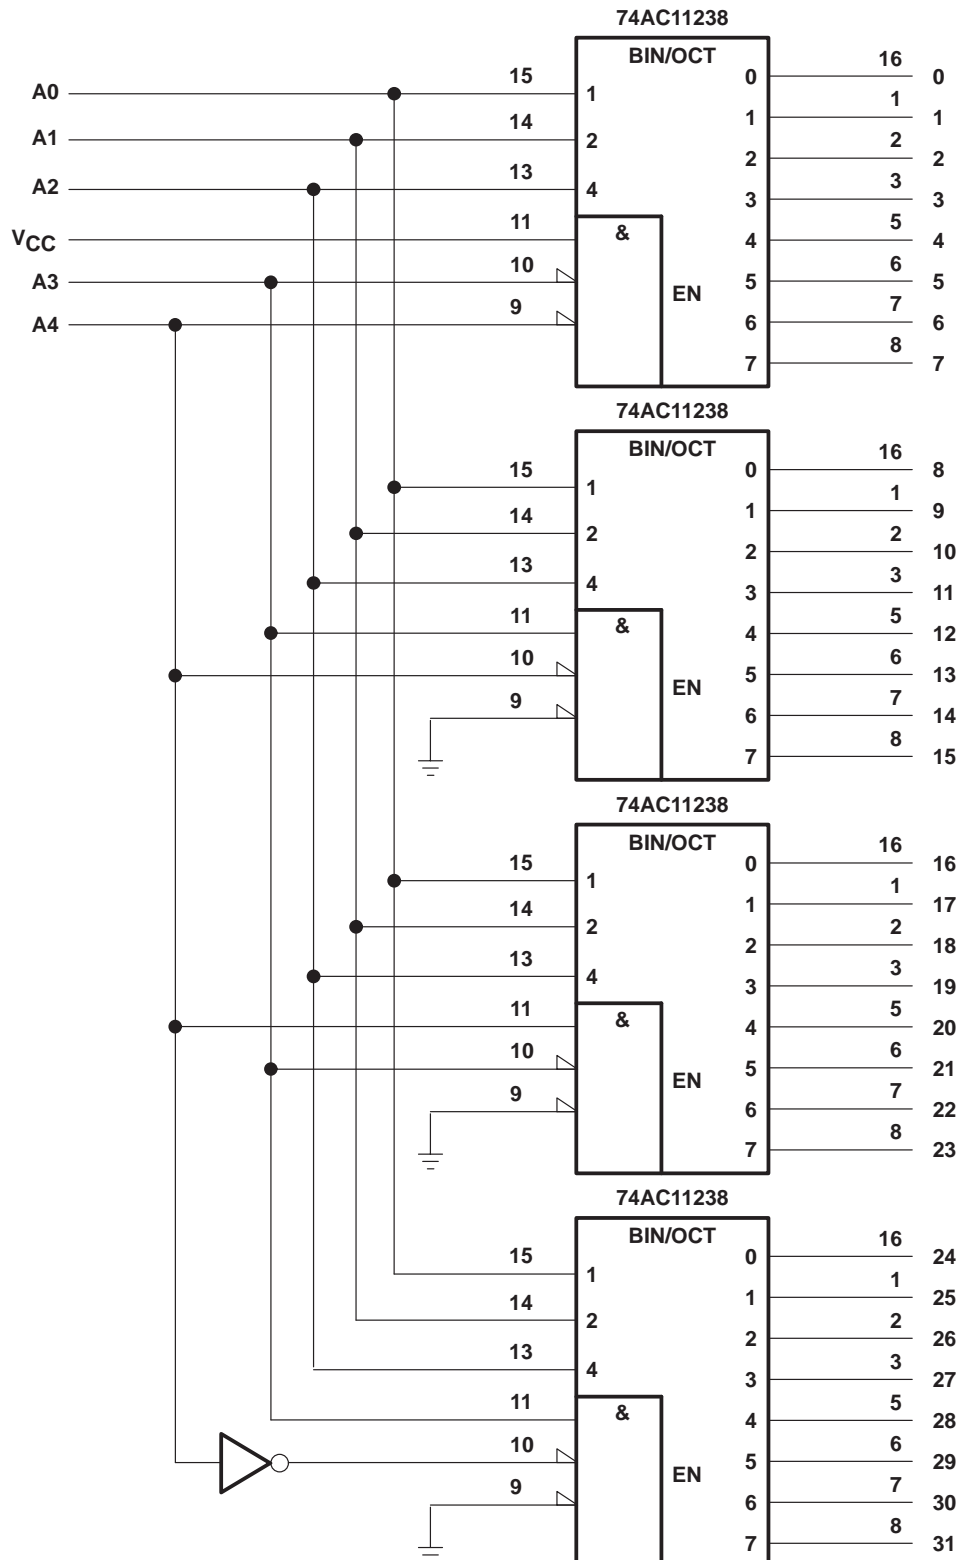 74AC11238
BIN/OCT
A0 15 1 0 16 0
A1 14 2 1 1 1
2 2 2
A2 13 4 3 3 3
VCC 11 & 4 5 4
A3 10 5 6 5
EN
A4 9 6 7 6
7 8 7
74AC11238
BIN/OCT
15 1 0 16 8
14 2 1 1 9
2 2 10
13 4 3 3 11
11 & 4 5 12
10 5 6 13
EN
9 6 7 14
7 8 15
74AC11238
BIN/OCT
15 1 0 16 16
14 2 1 1 17
2 2 18
13 4 3 3 19
11 & 4 5 20
10 5 6 21
EN
9 6 7 22
7 8 23
74AC11238
BIN/OCT
15 1 0 16 24
14 2 1 1 25
2 2 26
13 4 3 3 27
11 & 4 5 28
10 5 6 29
EN
9 6 7 30
7 8 31